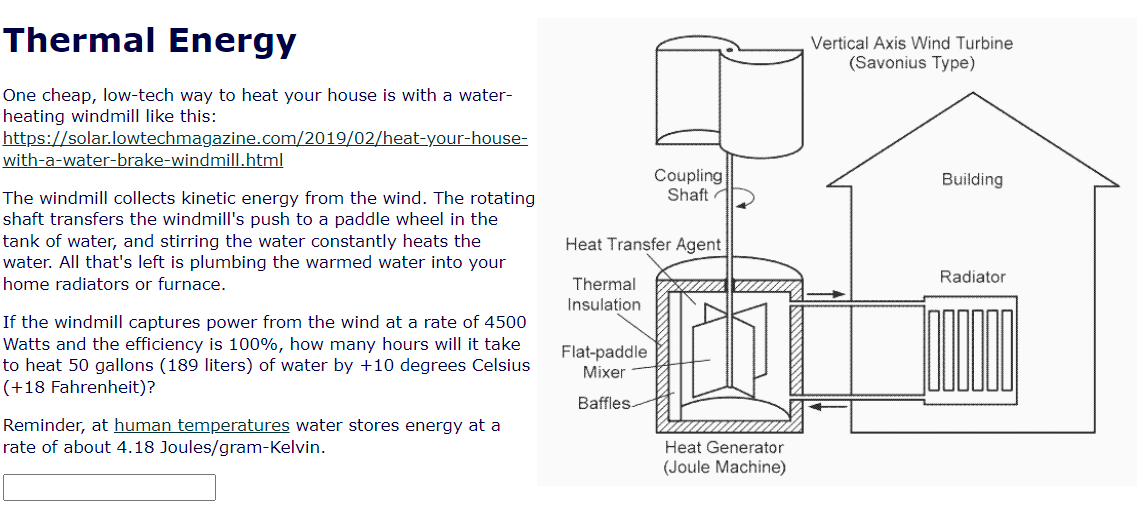 Thermal Energy
One cheap, low-tech way to heat your house is with a water-
heating windmill like this:
https://solar.lowtechmagazine.com/2019/02/heat-your-house-
with-a-water-brake-windmill.html
The windmill collects kinetic energy from the wind. The rotating
shaft transfers the windmill's push to a paddle wheel in the
tank of water, and stirring the water constantly heats the
water. All that's left is plumbing the warmed water into your
home radiators or furnace.
If the windmill captures power from the wind at a rate of 4500
Watts and the efficiency is 100%, how many hours will it take
to heat 50 gallons (189 liters) of water by +10 degrees Celsius
(+18 Fahrenheit)?
Reminder, at human temperatures water stores energy at a
rate of about 4.18 Joules/gram-Kelvin.
Vertical Axis Wind Turbine
(Savonius Type)
Coupling
Shaft
Building
Heat Transfer Agent
Thermal
Insulation
Radiator
Flat-paddle
Mixer
Baffles
Heat Generator
(Joule Machine)